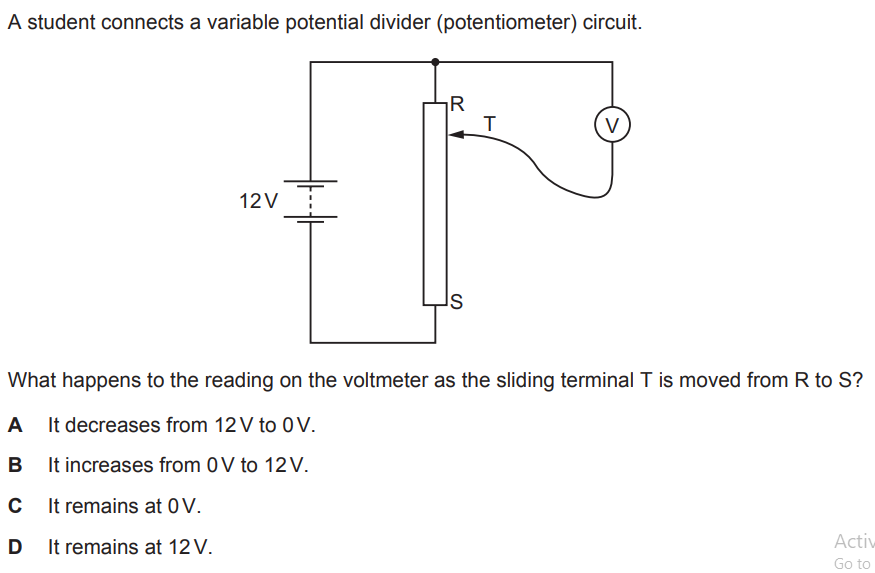 A student connects a variable potential divider (potentiometer) circuit.
R
T
V
12 V
S
What happens to the reading on the voltmeter as the sliding terminal T is moved from R to S?
A It decreases from 12 V to 0 V.
B It increases from 0 V to 12 V.
C It remains at 0 V.
D It remains at 12 V.
Activ
Go to